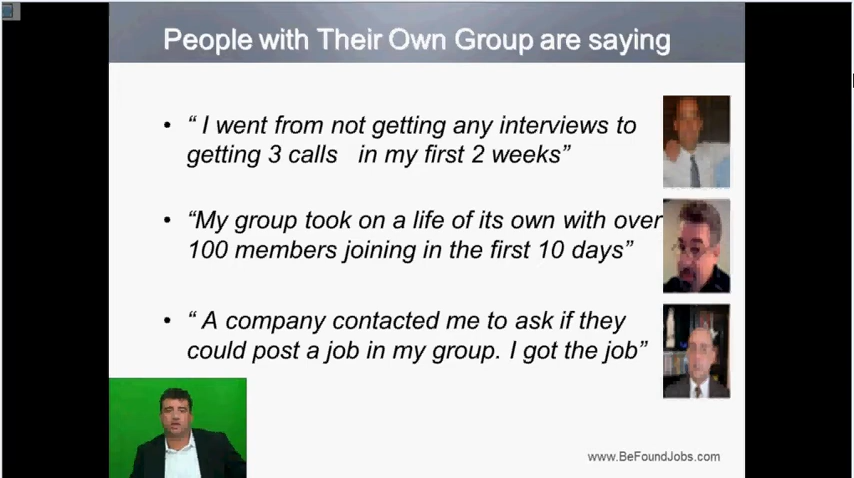 People with Their Own Group are saying
• “ I went from not getting any interviews to
getting 3 calls in my first 2 weeks”
• “My group took on a life of its own with over
100 members joining in the first 10 days”
• “ A company contacted me to ask if they
could post a job in my group. I got the job”
www.BeFoundJobs.com